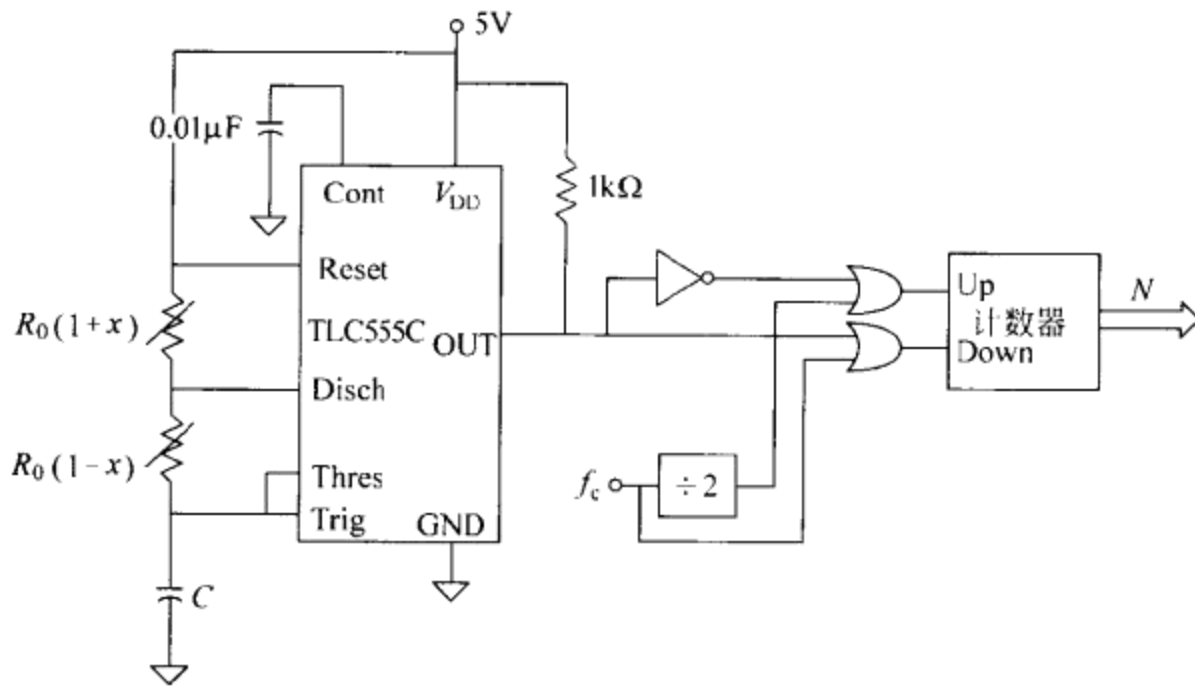 5V
0.01μF
1kΩ
Cont
V_DD
Reset
R₀(1+x)
TLC555C
OUT
Disch
R₀(1−x)
Thres
Trig
GND
C
f_c
÷2
Up
计数器
Down
N